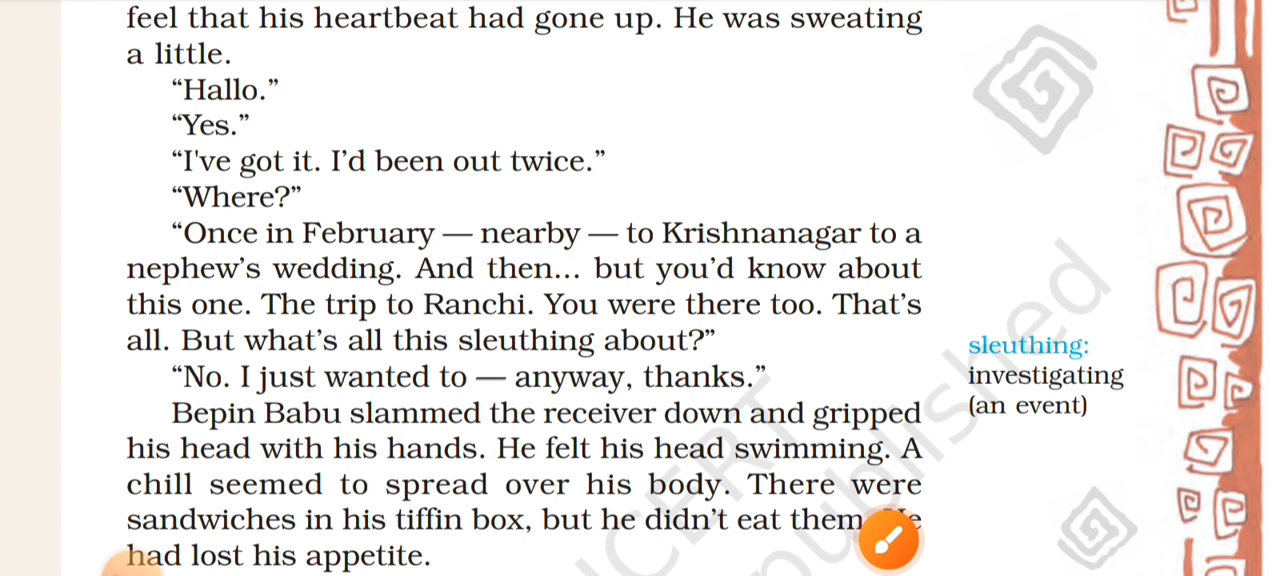 feel that his heartbeat had gone up. He was sweating
a little.
“Hallo.”
“Yes.”
“I've got it. I’d been out twice.”
“Where?”
“Once in February — nearby — to Krishnanagar to a
nephew’s wedding. And then... but you’d know about
this one. The trip to Ranchi. You were there too. That’s
all. But what’s all this sleuthing about?”
“No. I just wanted to — anyway, thanks.”
Bepin Babu slammed the receiver down and gripped
his head with his hands. He felt his head swimming. A
chill seemed to spread over his body. There were
sandwiches in his tiffin box, but he didn’t eat them
had lost his appetite.
sleuthing:
investigating
(an event)